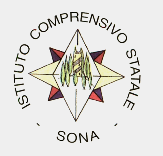 ISTITUTO COMPRENSIVO STATALE
- SONA -